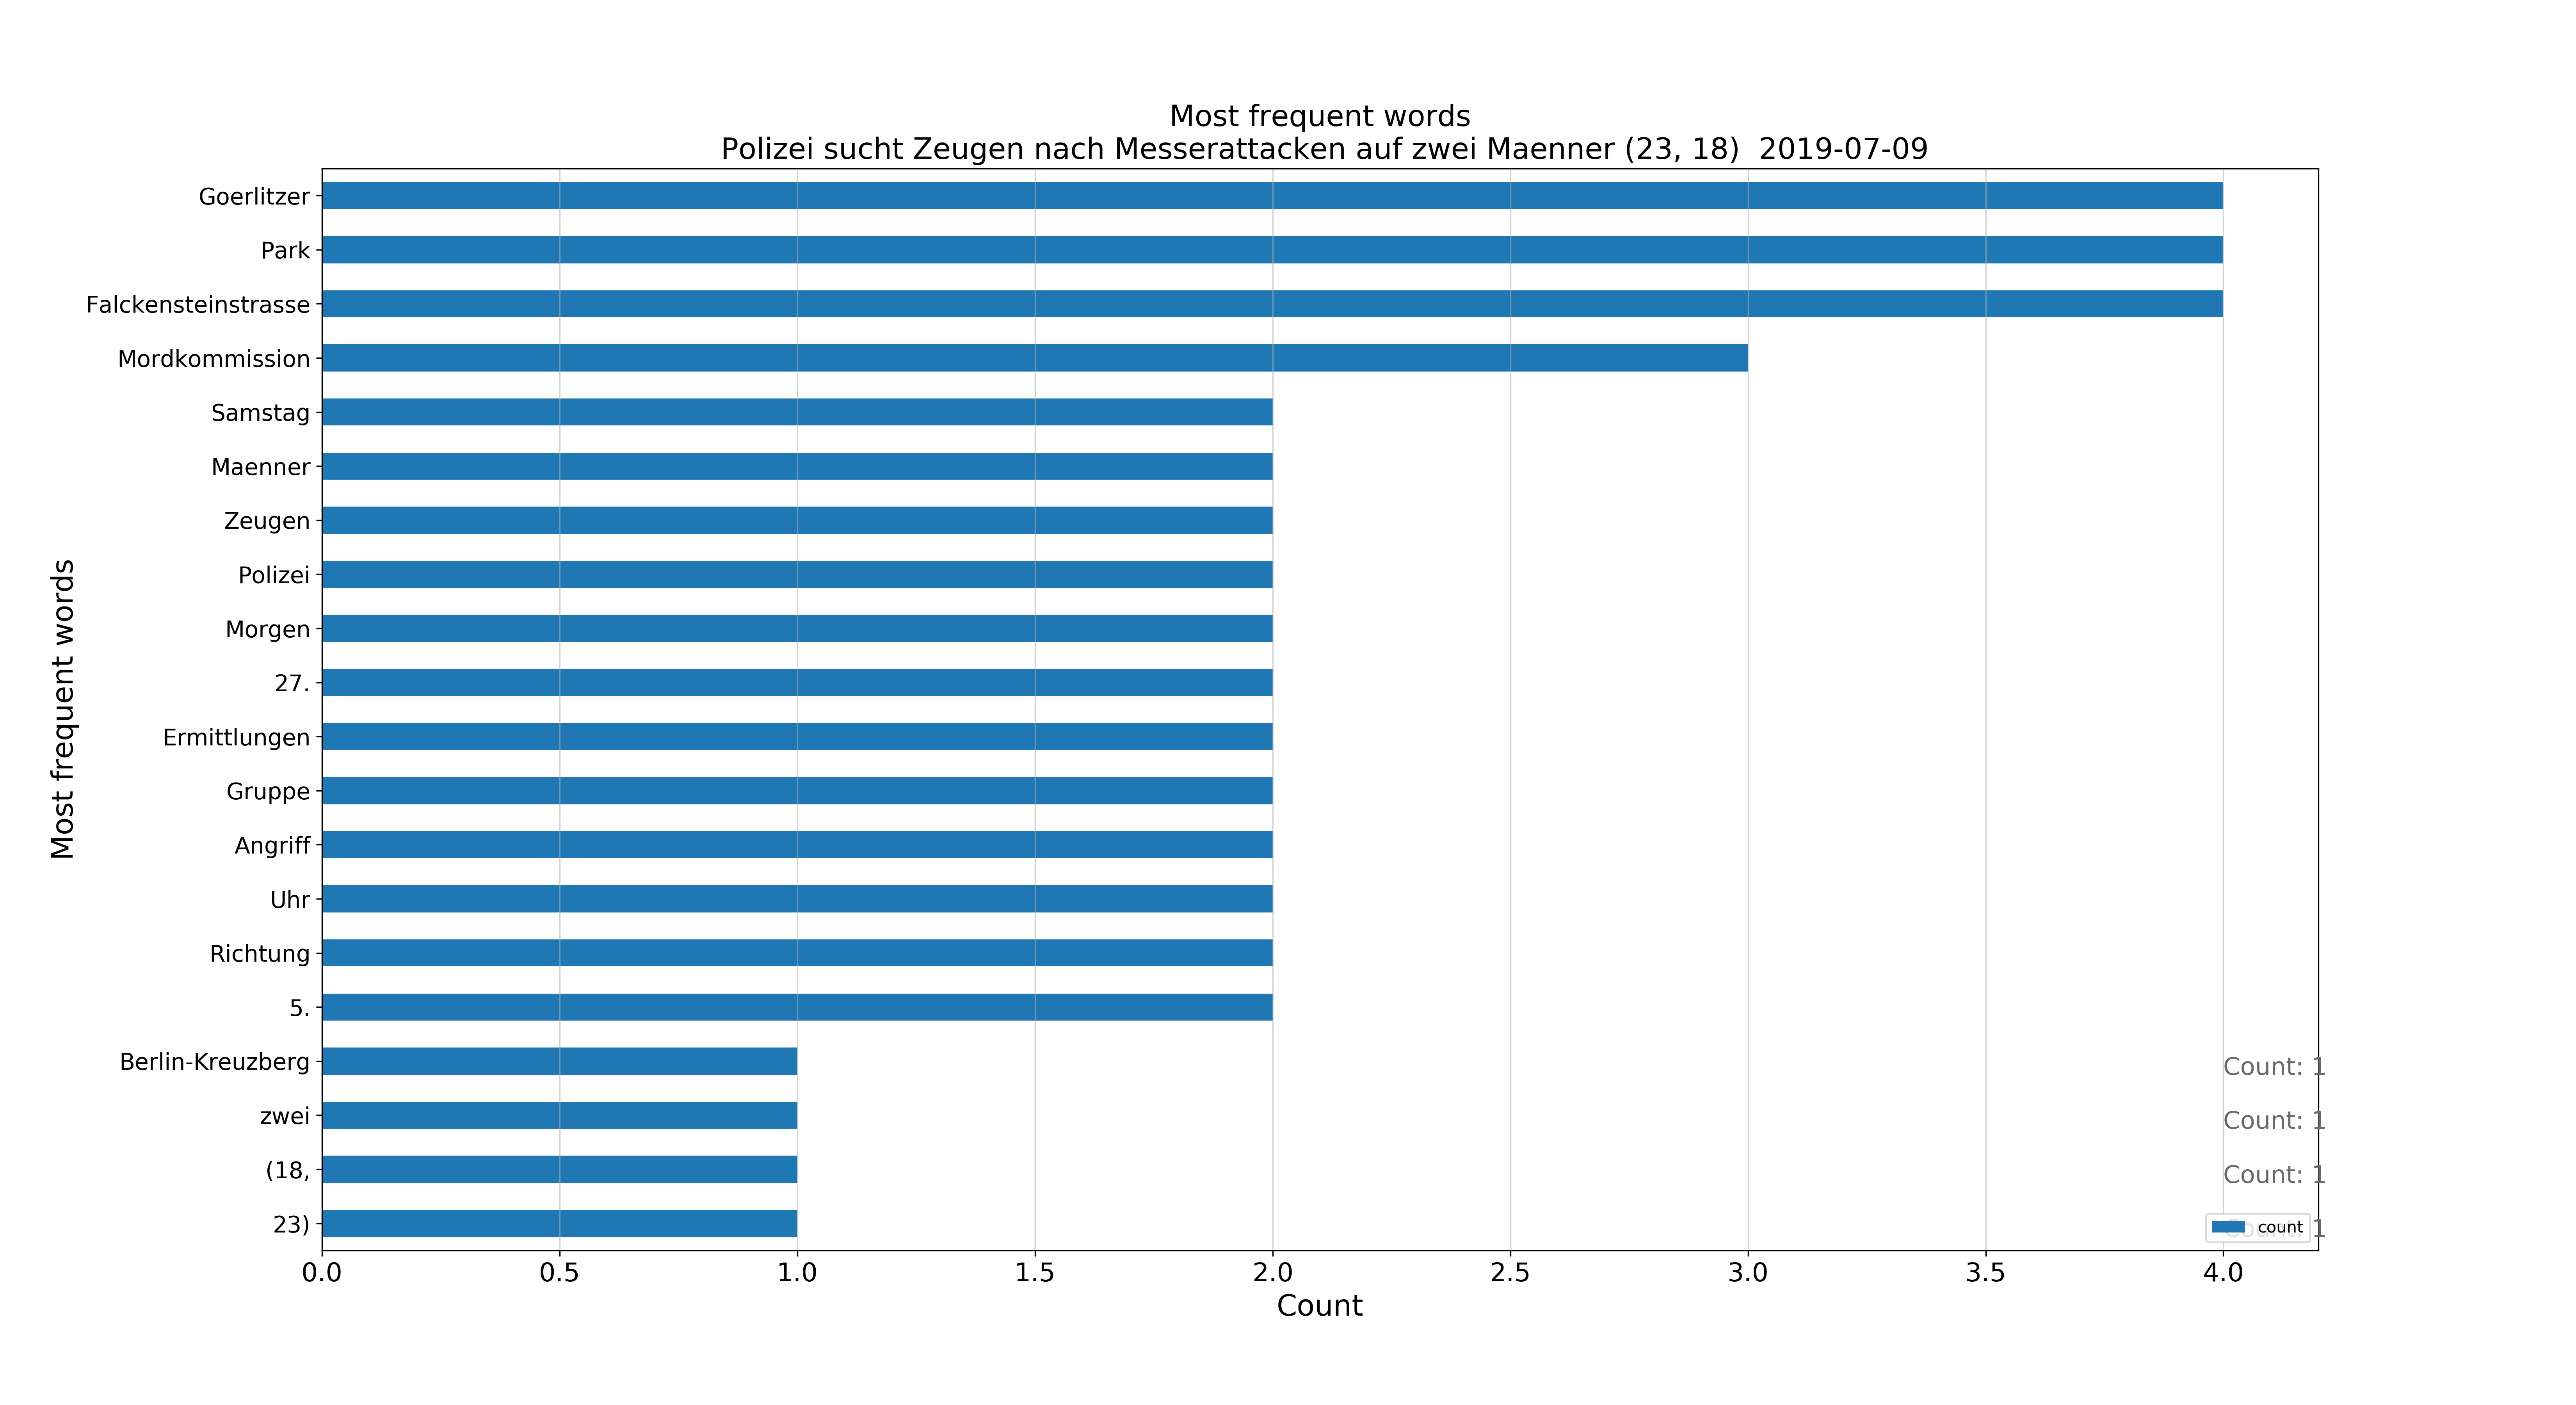 Most frequent words
Polizei sucht Zeugen nach Messerattacken auf zwei Maenner (23, 18)  2019-07-09
Most frequent words
Goerlitzer
Park
Falckensteinstrasse
Mordkommission
Samstag
Maenner
Zeugen
Polizei
Morgen
27.
Ermittlungen
Gruppe
Angriff
Uhr
Richtung
5.
Berlin-Kreuzberg
Count: 1
zwei
Count: 1
(18,
Count: 1
23)
Count: 1
count
0.0 0.5 1.0 1.5 2.0 2.5 3.0 3.5 4.0
Count